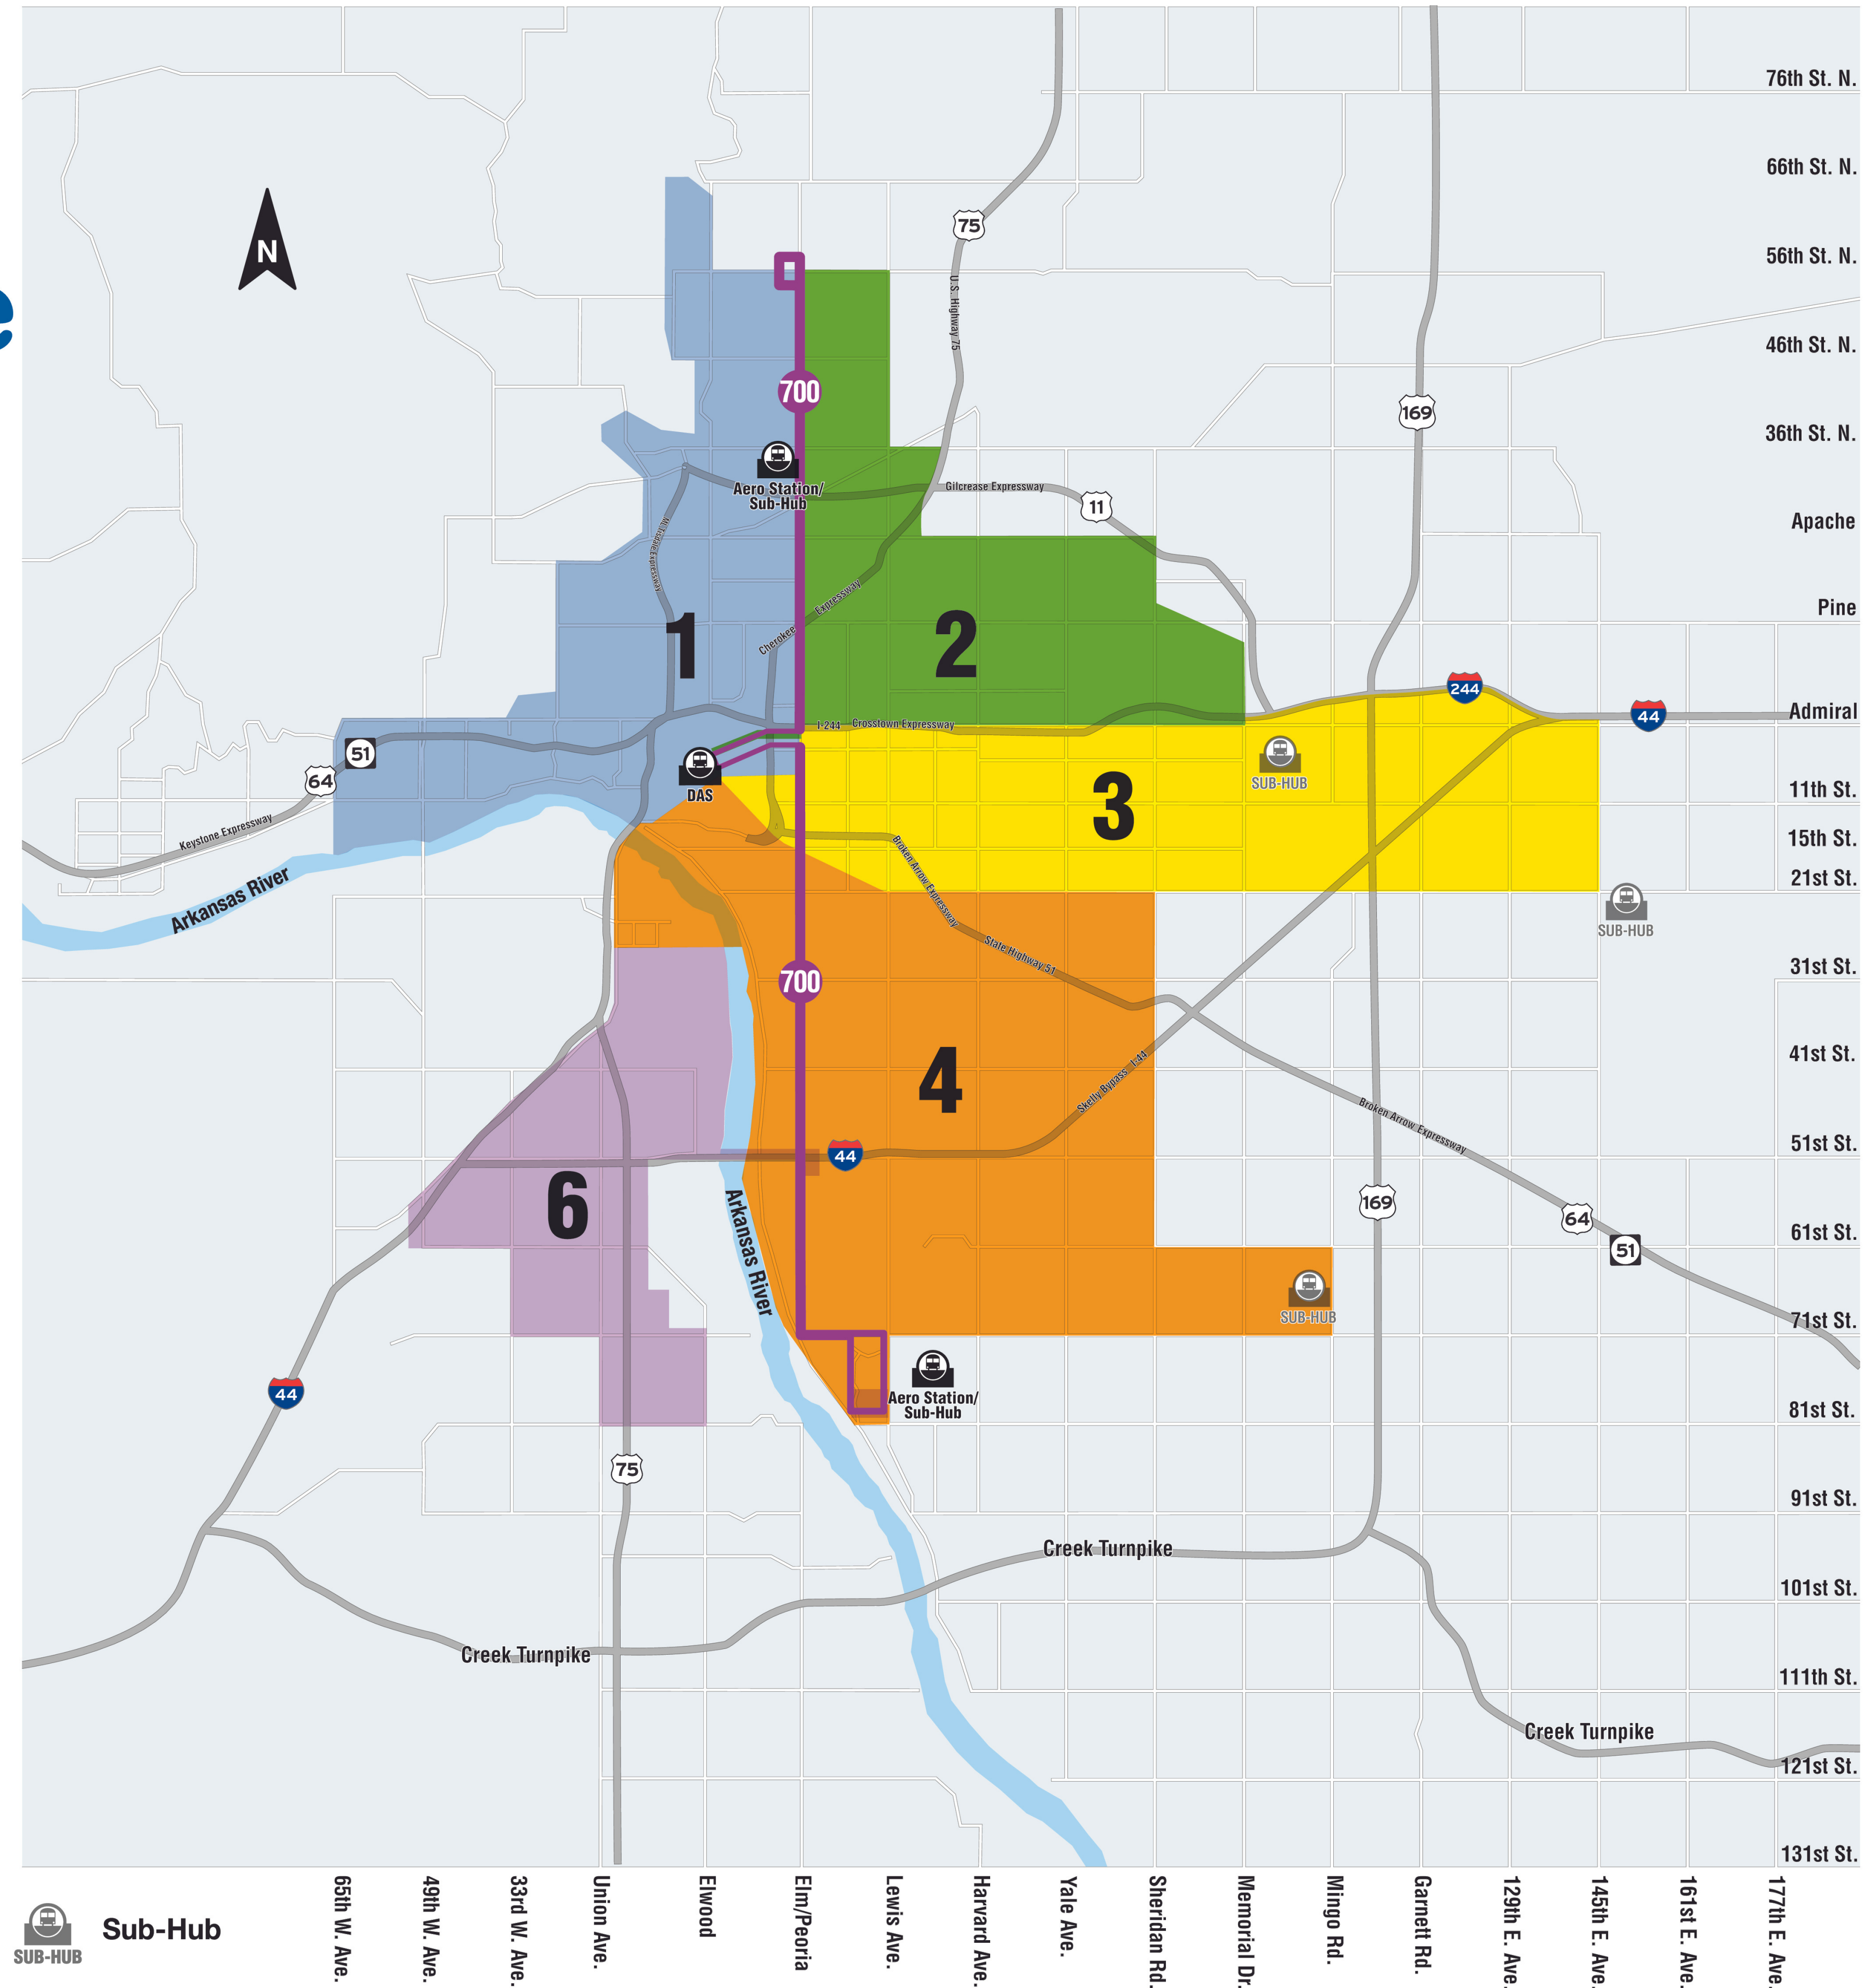 76th St. N.
66th St. N.
N
75
56th St. N.
e
U.S. Highway 75
46th St. N.
700
169
36th St. N.
Aero Station/
Sub-Hub
Gilcrease Expressway
11
Apache
M. Tisdale Expressway
Cherokee Expressway
Pine
1
2
244
44
Admiral
I-244 Crosstown Expressway
51
64
DAS
3
SUB-HUB
11th St.
Keystone Expressway
15th St.
Broken Arrow Expressway
21st St.
Arkansas River
SUB-HUB
State Highway 51
31st St.
700
41st St.
4
Skelly Bypass I-44
Broken Arrow Expressway
51st St.
44
6
169
64
61st St.
51
Arkansas River
SUB-HUB
71st St.
44
Aero Station/
Sub-Hub
81st St.
75
91st St.
Creek Turnpike
101st St.
Creek Turnpike
111th St.
Creek Turnpike
121st St.
131st St.
65th W. Ave.
49th W. Ave.
33rd W. Ave.
Union Ave.
Elwood
Elm/Peoria
Lewis Ave.
Harvard Ave.
Yale Ave.
Sheridan Rd.
Memorial Dr.
Mingo Rd.
Garnett Rd.
129th E. Ave.
145th E. Ave.
161st E. Ave.
177th E. Ave.
SUB-HUB
Sub-Hub